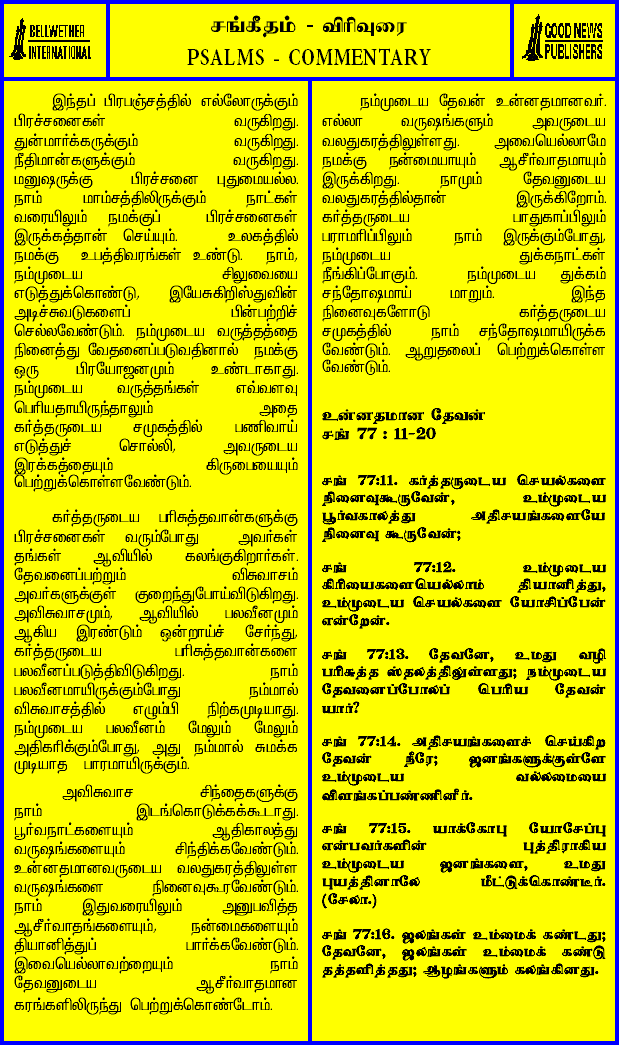 BELLWETHER
INTERNATIONAL
சங்கீதம் - விரிவுரை
PSALMS - COMMENTARY
GOOD NEWS
PUBLISHERS
இந்தப் பிரபஞ்சத்தில் எல்லோருக்கும்
பிரச்சனைகள் வருகிறது.
துன்மார்க்கருக்கும் வருகிறது.
நீதிமான்களுக்கும் வருகிறது.
மனுஷருக்கு பிரச்சனை புதுமையல்ல.
நாம் மாம்சத்திலிருக்கும் நாட்கள்
வரையிலும் நமக்குப் பிரச்சனைகள்
இருக்கத்தான் செய்யும். உலகத்தில்
நமக்கு உபத்திவரங்கள் உண்டு. நாம்,
நம்முடைய சிலுவையை
எடுத்துக்கொண்டு, இயேசுகிறிஸ்துவின்
அடிச்சுவடுகளைப் பின்பற்றிச்
செல்லவேண்டும். நம்முடைய வருத்தத்தை
நினைத்து வேதனைப்படுவதினால் நமக்கு
ஒரு பிரயோஜனமும் உண்டாகாது.
நம்முடைய வருத்தங்கள் எவ்வளவு
பெரியதாயிருந்தாலும் அதை
கர்த்தருடைய சமுகத்தில் பணிவாய்
எடுத்துச் சொல்லி, அவருடைய
இரக்கத்தையும் கிருபையையும்
பெற்றுக்கொள்ளவேண்டும்.
கர்த்தருடைய பரிசுத்தவான்களுக்கு
பிரச்சனைகள் வரும்போது அவர்கள்
தங்கள் ஆவியில் கலங்குகிறார்கள்.
தேவனைப்பற்றும் விசுவாசம்
அவர்களுக்குள் குறைந்துபோய்விடுகிறது.
அவிசுவாசமும், ஆவியில் பலவீனமும்
ஆகிய இரண்டும் ஒன்றாய்ச் சேர்ந்து,
கர்த்தருடைய பரிசுத்தவான்களை
பலவீனப்படுத்திவிடுகிறது. நாம்
பலவீனமாயிருக்கும்போது நம்மால்
விசுவாசத்தில் எழும்பி நிற்கமுடியாது.
நம்முடைய பலவீனம் மேலும் மேலும்
அதிகரிக்கும்போது, அது நம்மால் சுமக்க
முடியாத பாரமாயிருக்கும்.
அவிசுவாச சிந்தைகளுக்கு
நாம் இடங்கொடுக்கக்கூடாது.
பூர்வநாட்களையும் ஆதிகாலத்து
வருஷங்களையும் சிந்திக்கவேண்டும்.
உன்னதமானவருடைய வலதுகரத்திலுள்ள
வருஷங்களை நினைவுகூரவேண்டும்.
நாம் இதுவரையிலும் அனுபவித்த
ஆசீர்வாதங்களையும், நன்மைகளையும்
தியானித்துப் பார்க்கவேண்டும்.
இவையெல்லாவற்றையும் நாம்
தேவனுடைய ஆசீர்வாதமான
கரங்களிலிருந்து பெற்றுக்கொண்டோம்.
நம்முடைய தேவன் உன்னதமானவர்.
எல்லா வருஷங்களும் அவருடைய
வலதுகரத்திலுள்ளது. அவையெல்லாமே
நமக்கு நன்மையாயும் ஆசீர்வாதமாயும்
இருக்கிறது. நாமும் தேவனுடைய
வலதுகரத்தில்தான் இருக்கிறோம்.
கர்த்தருடைய பாதுகாப்பிலும்
பராமரிப்பிலும் நாம் இருக்கும்போது,
நம்முடைய துக்கநாட்கள்
நீங்கிப்போகும். நம்முடைய துக்கம்
சந்தோஷமாய் மாறும். இந்த
நினைவுகளோடு கர்த்தருடைய
சமுகத்தில் நாம் சந்தோஷமாயிருக்க
வேண்டும். ஆறுதலைப் பெற்றுக்கொள்ள
வேண்டும்.
உன்னதமான தேவன்
சங் 77 : 11-20
சங் 77:11. கர்த்தருடைய செயல்களை
நினைவுகூருவேன், உம்முடைய
பூர்வகாலத்து அதிசயங்களையே
நினைவு கூருவேன்;
சங் 77:12. உம்முடைய
கிரியைகளையெல்லாம் தியானித்து,
உம்முடைய செயல்களை யோசிப்பேன்
என்றேன்.
சங் 77:13. தேவனே, உமது வழி
பரிசுத்த ஸ்தலத்திலுள்ளது; நம்முடைய
தேவனைப்போலப் பெரிய தேவன்
யார்?
சங் 77:14. அதிசயங்களைச் செய்கிற
தேவன் நீரே; ஜனங்களுக்குள்ளே
உம்முடைய வல்லமையை
விளங்கப்பண்ணினீர்.
சங் 77:15. யாக்கோபு யோசேப்பு
என்பவர்களின் புத்திராகிய
உம்முடைய ஜனங்களை, உமது
புயத்தினாலே மீட்டுக்கொண்டீர்.
(சேலா.)
சங் 77:16. ஜலங்கள் உம்மைக் கண்டது;
தேவனே, ஜலங்கள் உம்மைக் கண்டு
தத்தளித்தது; ஆழங்களும் கலங்கினது.